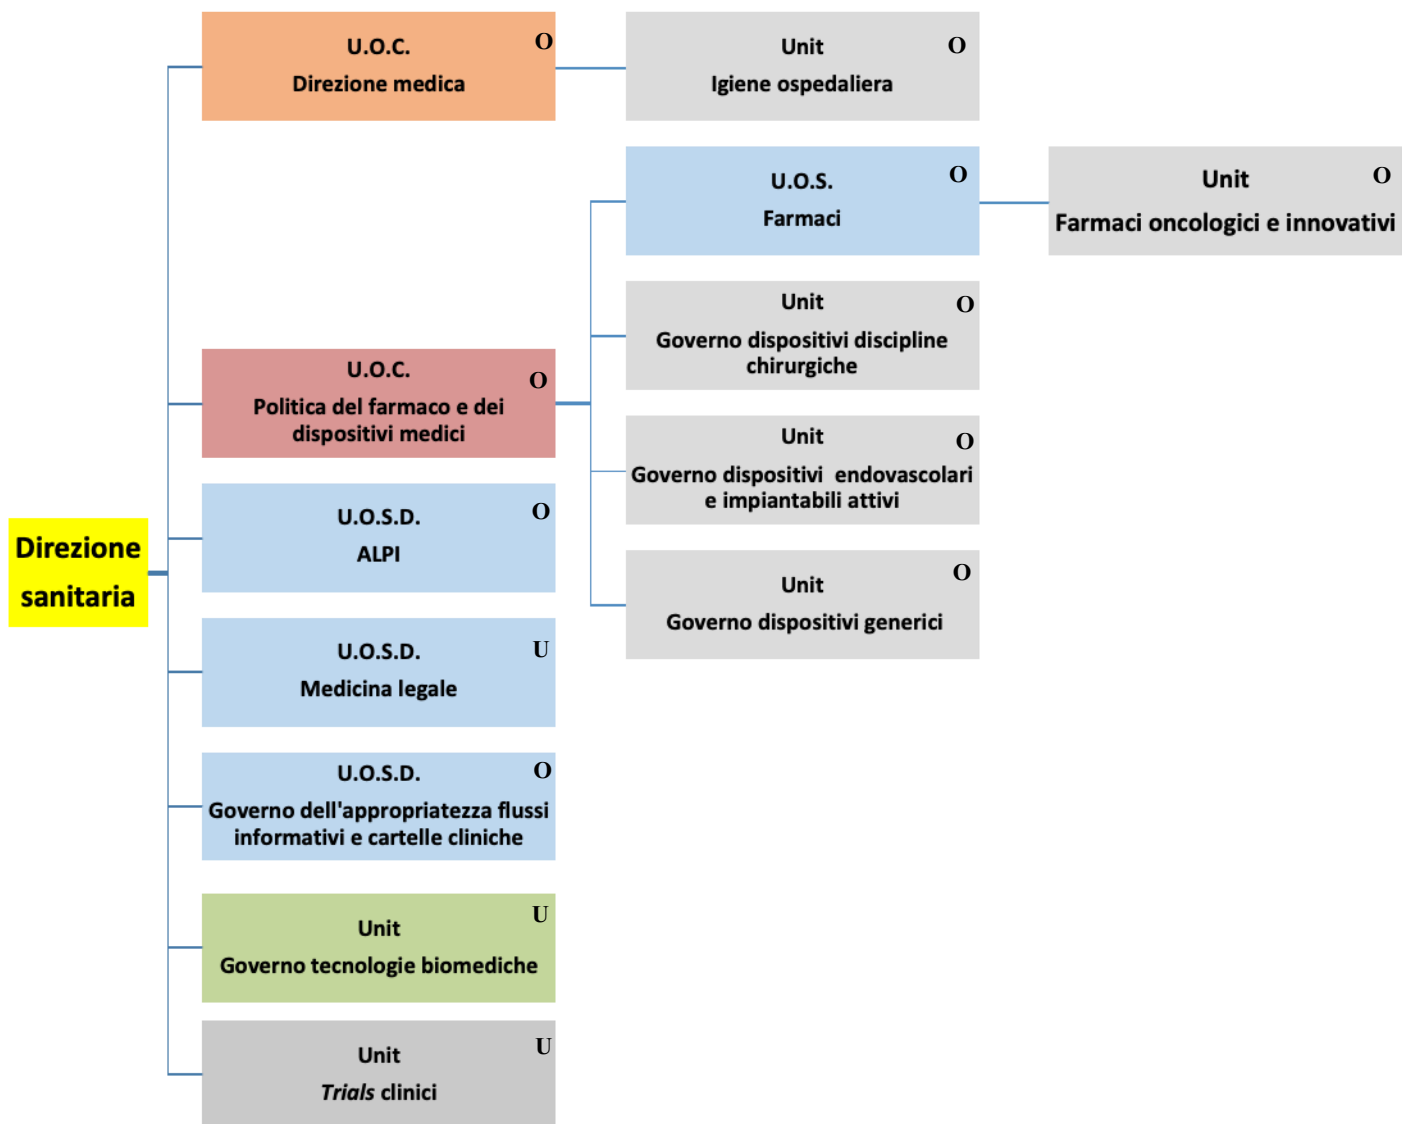 Direzione
sanitaria
U.O.C.
O
Direzione medica
Unit
O
Igiene ospedaliera
U.O.C.
O
Politica del farmaco e dei
dispositivi medici
U.O.S.
O
Farmaci
Unit
O
Farmaci oncologici e innovativi
Unit
O
Governo dispositivi discipline
chirurgiche
Unit
O
Governo dispositivi endovascolari
e impiantabili attivi
Unit
O
Governo dispositivi generici
U.O.S.D.
O
ALPI
U.O.S.D.
U
Medicina legale
U.O.S.D.
O
Governo dell'appropriatezza flussi
informativi e cartelle cliniche
Unit
U
Governo tecnologie biomediche
Unit
U
Trials clinici